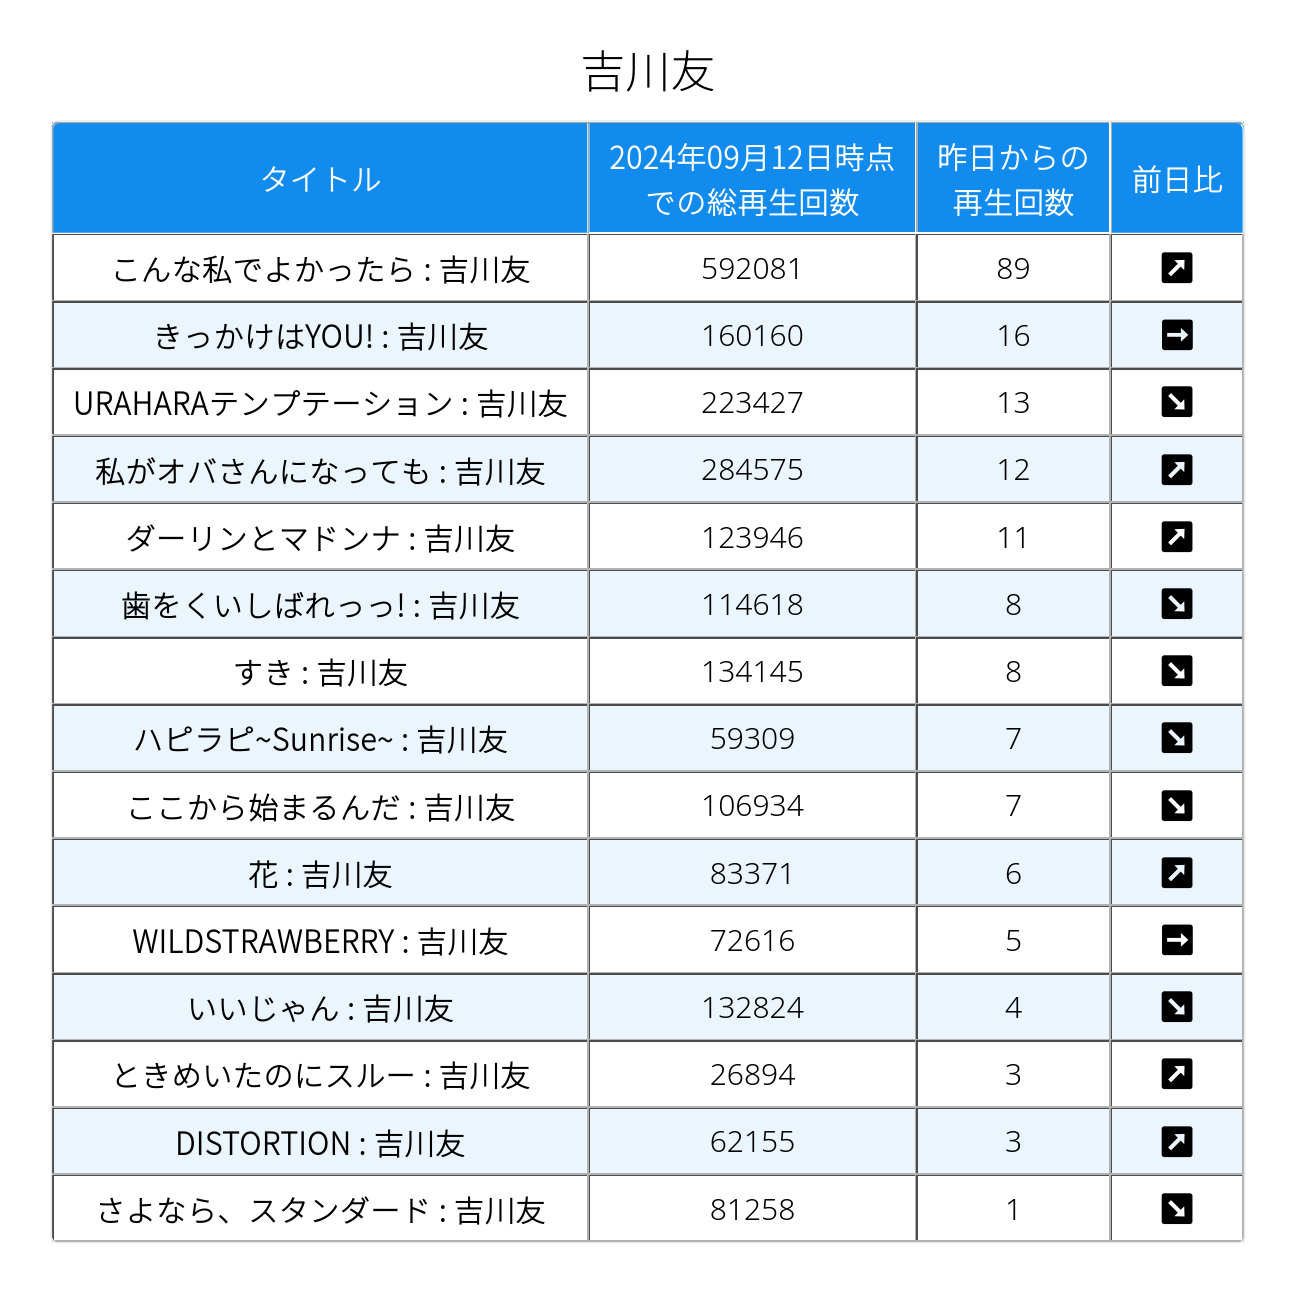 吉川友
タイトル
2024年09月12日時点
での総再生回数
昨日からの
再生回数
前日比
こんな私でよかったら : 吉川友 592081 89
きっかけはYOU! : 吉川友 160160 16
URAHARAテンプテーション : 吉川友 223427 13
私がオバさんになっても : 吉川友 284575 12
ダーリンとマドンナ : 吉川友 123946 11
歯をくいしばれっっ! : 吉川友 114618 8
すき : 吉川友 134145 8
ハピラピ~Sunrise~ : 吉川友 59309 7
ここから始まるんだ : 吉川友 106934 7
花 : 吉川友 83371 6
WILDSTRAWBERRY : 吉川友 72616 5
いいじゃん : 吉川友 132824 4
ときめいたのにスルー : 吉川友 26894 3
DISTORTION : 吉川友 62155 3
さよなら、スタンダード : 吉川友 81258 1